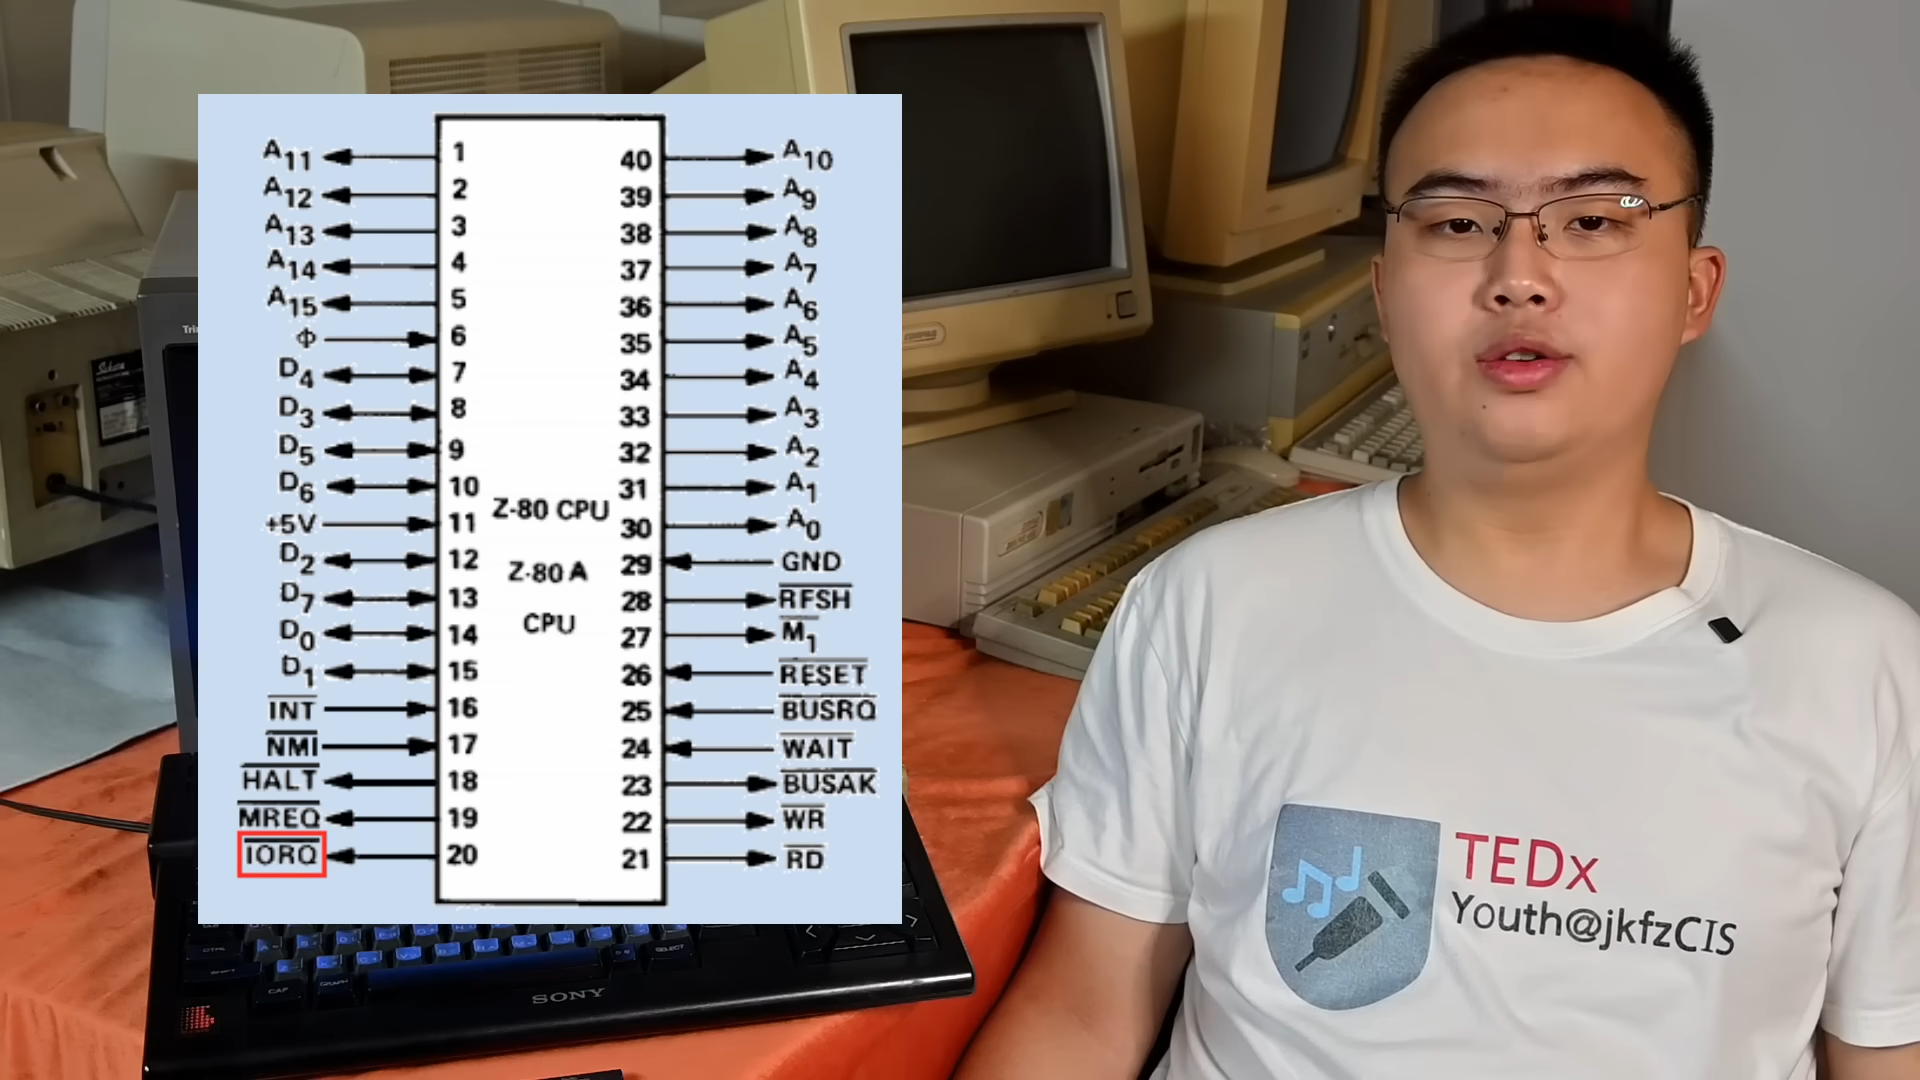 A11 1 40 A10
A12 2 39 A9
A13 3 38 A8
A14 4 37 A7
A15 5 36 A6
Φ 6 35 A5
D4 7 34 A4
D3 8 33 A3
D5 9 32 A2
D6 10 31 A1
+5V 11 30 A0
D2 12 29 GND
D7 13 28 RFSH
D0 14 27 M1
D1 15 26 RESET
INT 16 25 BUSRQ
NMI 17 24 WAIT
HALT 18 23 BUSAK
MREQ 19 22 WR
IORQ 20 21 RD
Z-80 CPU
Z-80 A
CPU
SONY
SELECT
TEDx
Youth@jkfzCIS